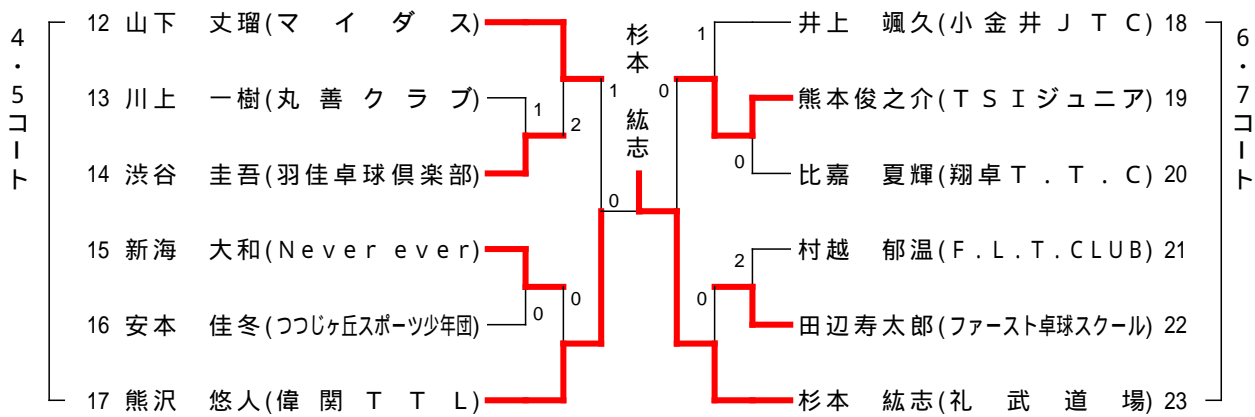 4・5コート
12 山下 丈瑠(マイダス)
13 川上 一樹(丸善クラブ)
14 渋谷 圭吾(羽佳卓球倶楽部)
15 新海 大和(Never ever)
16 安本 佳冬(つつじヶ丘スポーツ少年団)
17 熊沢 悠人(偉関TTL)
1
2
1
0
0
0
杉本 紘志
1
0
0
2
0
井上 颯久(小金井JTC) 18
熊本俊之介(TSIジュニア) 19
比嘉 夏輝(翔卓T.T.C) 20
村越 郁温(F.L.T.CLUB) 21
田辺寿太郎(ファースト卓球スクール) 22
杉本 紘志(礼武道場) 23
6・7コート